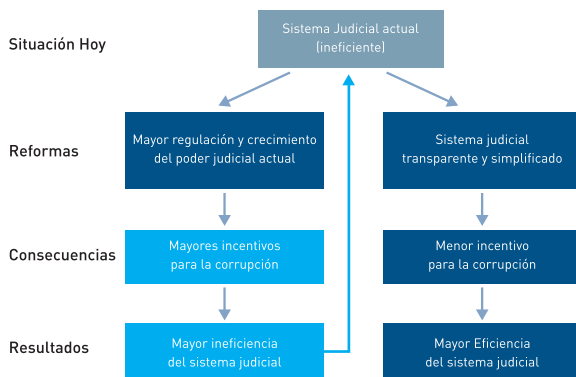 Sistema Judicial actual
(ineficiente)
Situación Hoy
Mayor regulación y crecimiento
del poder judicial actual
Sistema judicial
transparente y simplificado
Reformas
Mayores incentivos
para la corrupción
Menor incentivo
para la corrupción
Consecuencias
Mayor ineficiencia
del sistema judicial
Mayor Eficiencia
del sistema judicial
Resultados